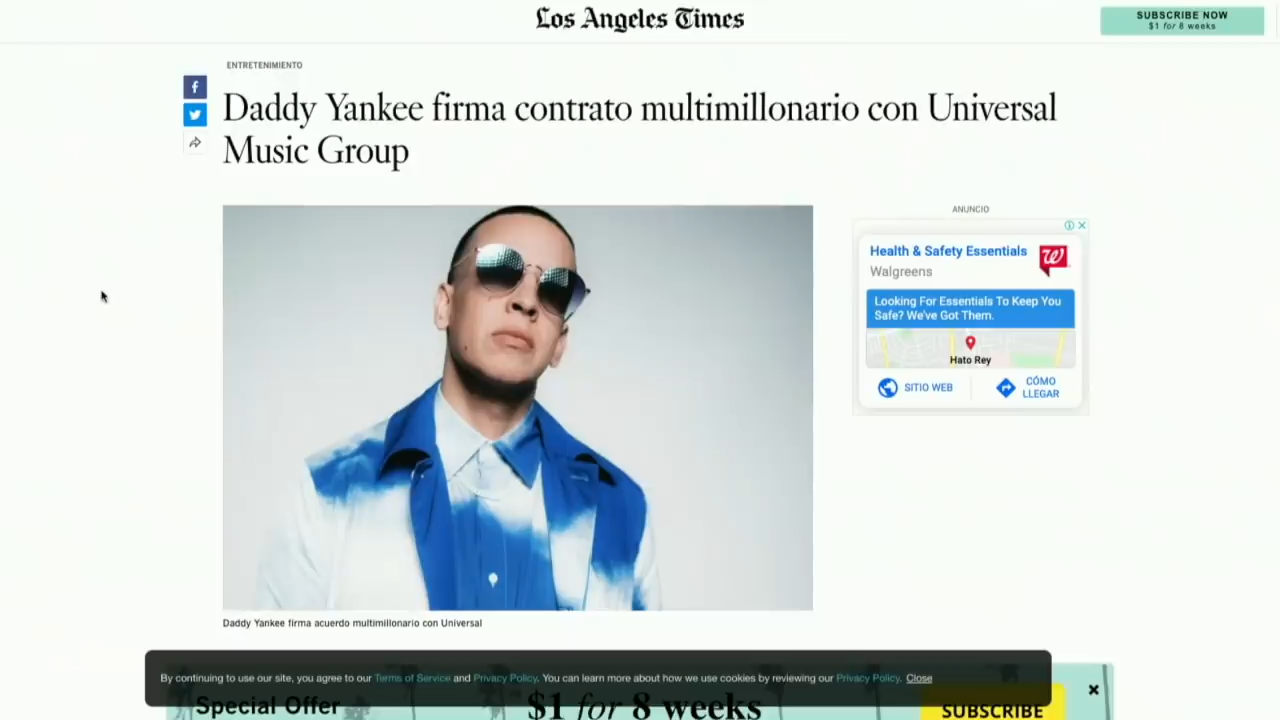 Los Angeles Times
SUBSCRIBE NOW
$1 for 8 weeks
ENTRETENIMIENTO
Daddy Yankee firma contrato multimillonario con Universal
Music Group
ANUNCIO
Health & Safety Essentials
Walgreens
Looking For Essentials To Keep You
Safe? We've Got Them.
Hato Rey
SITIO WEB
CÓMO
LLEGAR
Daddy Yankee firma acuerdo multimillonario con Universal
By continuing to use our site, you agree to our Terms of Service and Privacy Policy. You can learn more about how we use cookies by reviewing our Privacy Policy. Close
Special Offer
$1 for 8 weeks
SUBSCRIBE